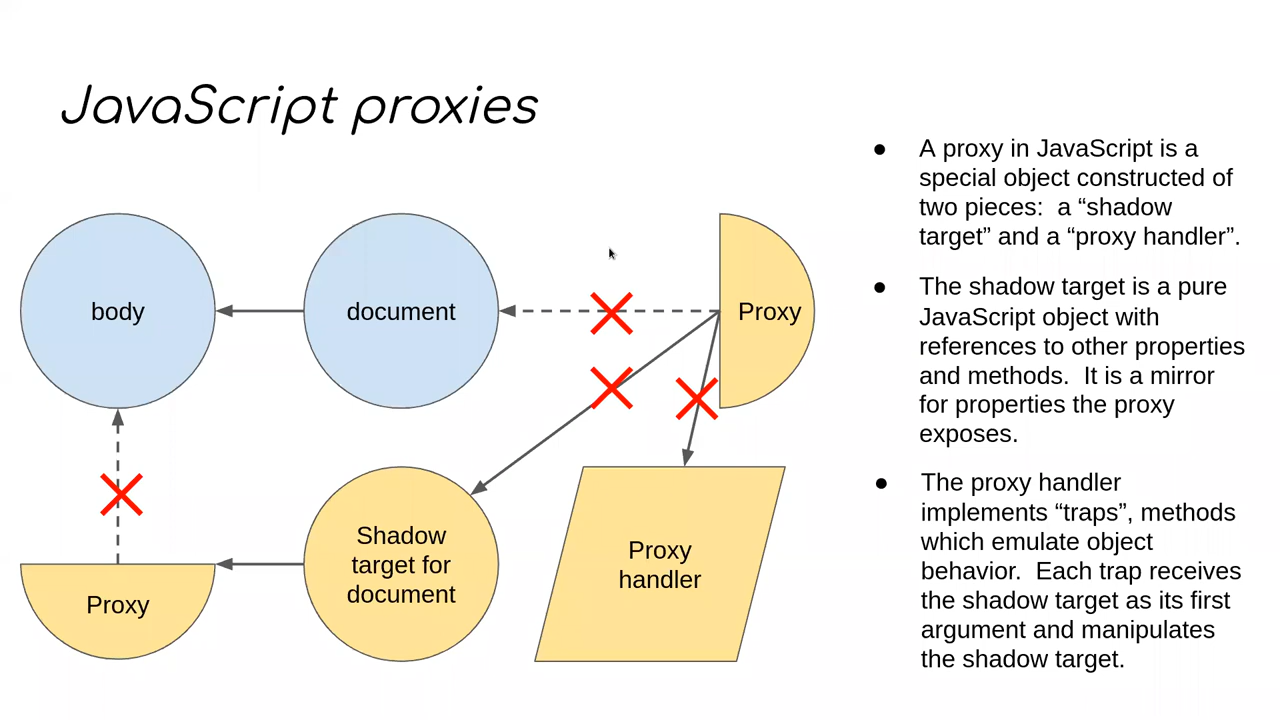 JavaScript proxies
body
document
Proxy
Proxy
Shadow
target for
document
Proxy
handler
● A proxy in JavaScript is a
special object constructed of
two pieces:  a “shadow
target” and a “proxy handler”.
● The shadow target is a pure
JavaScript object with
references to other properties
and methods.  It is a mirror
for properties the proxy
exposes.
● The proxy handler
implements “traps”, methods
which emulate object
behavior.  Each trap receives
the shadow target as its first
argument and manipulates
the shadow target.